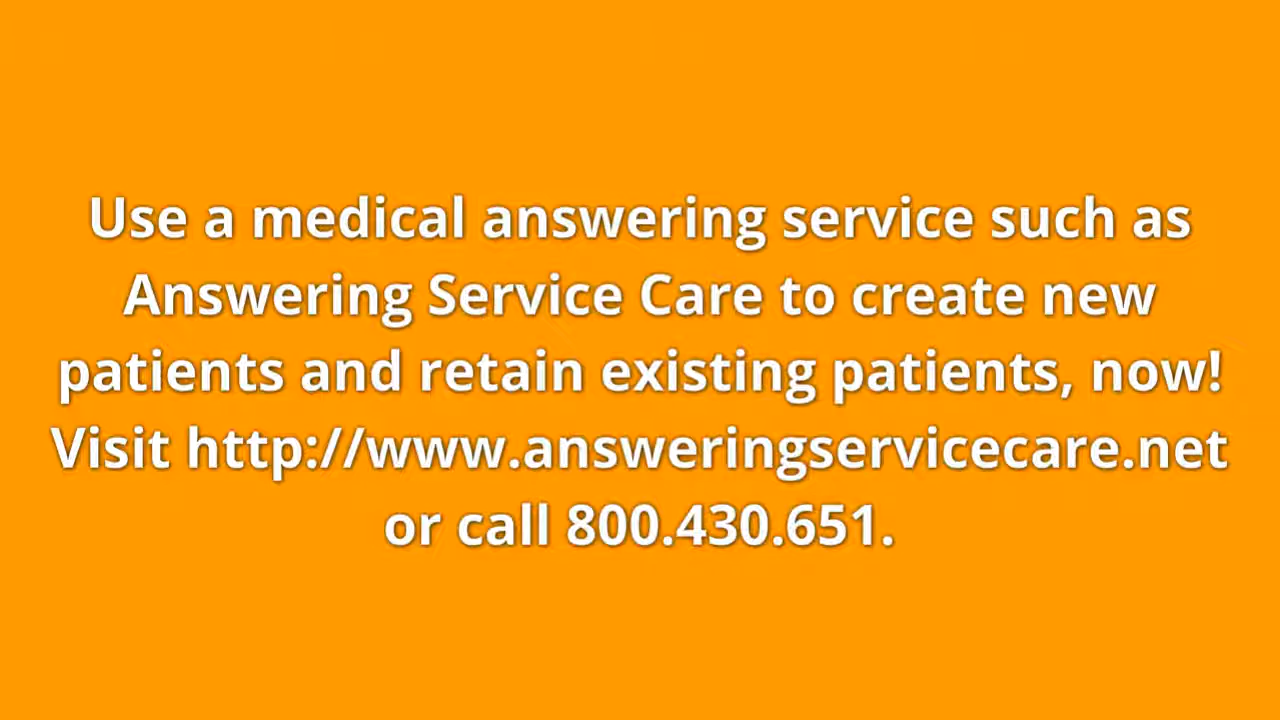 Use a medical answering service such as
Answering Service Care to create new
patients and retain existing patients, now!
Visit http://www.answeringservicecare.net
or call 800.430.651.